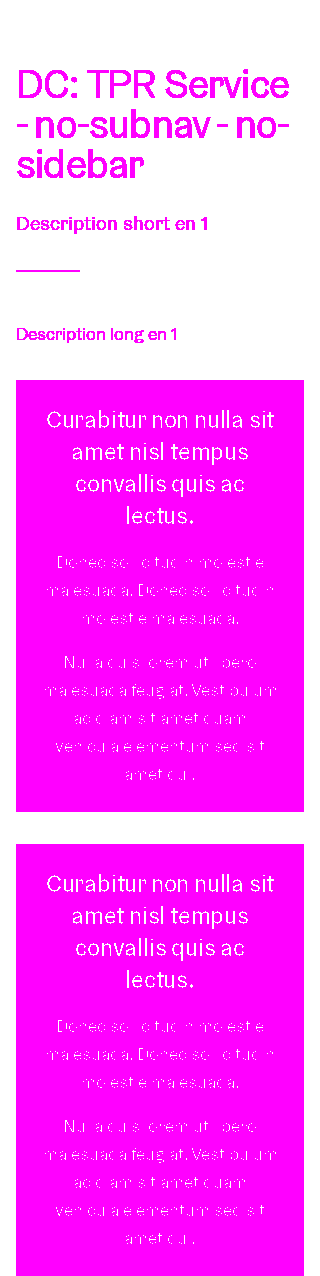 DC: TPR Service
- no-subnav - no-
sidebar
Description short en 1
Description long en 1
Curabitur non nulla sit
amet nisl tempus
convallis quis ac
lectus.
Donec sollicitudin molestie
malesuada. Donec sollicitudin
molestie malesuada.
Nulla quis lorem ut libero
malesuada feugiat. Vestibulum
ac diam sit amet quam
vehicula elementum sed sit
amet dui.
Curabitur non nulla sit
amet nisl tempus
convallis quis ac
lectus.
Donec sollicitudin molestie
malesuada. Donec sollicitudin
molestie malesuada.
Nulla quis lorem ut libero
malesuada feugiat. Vestibulum
ac diam sit amet quam
vehicula elementum sed sit
amet dui.